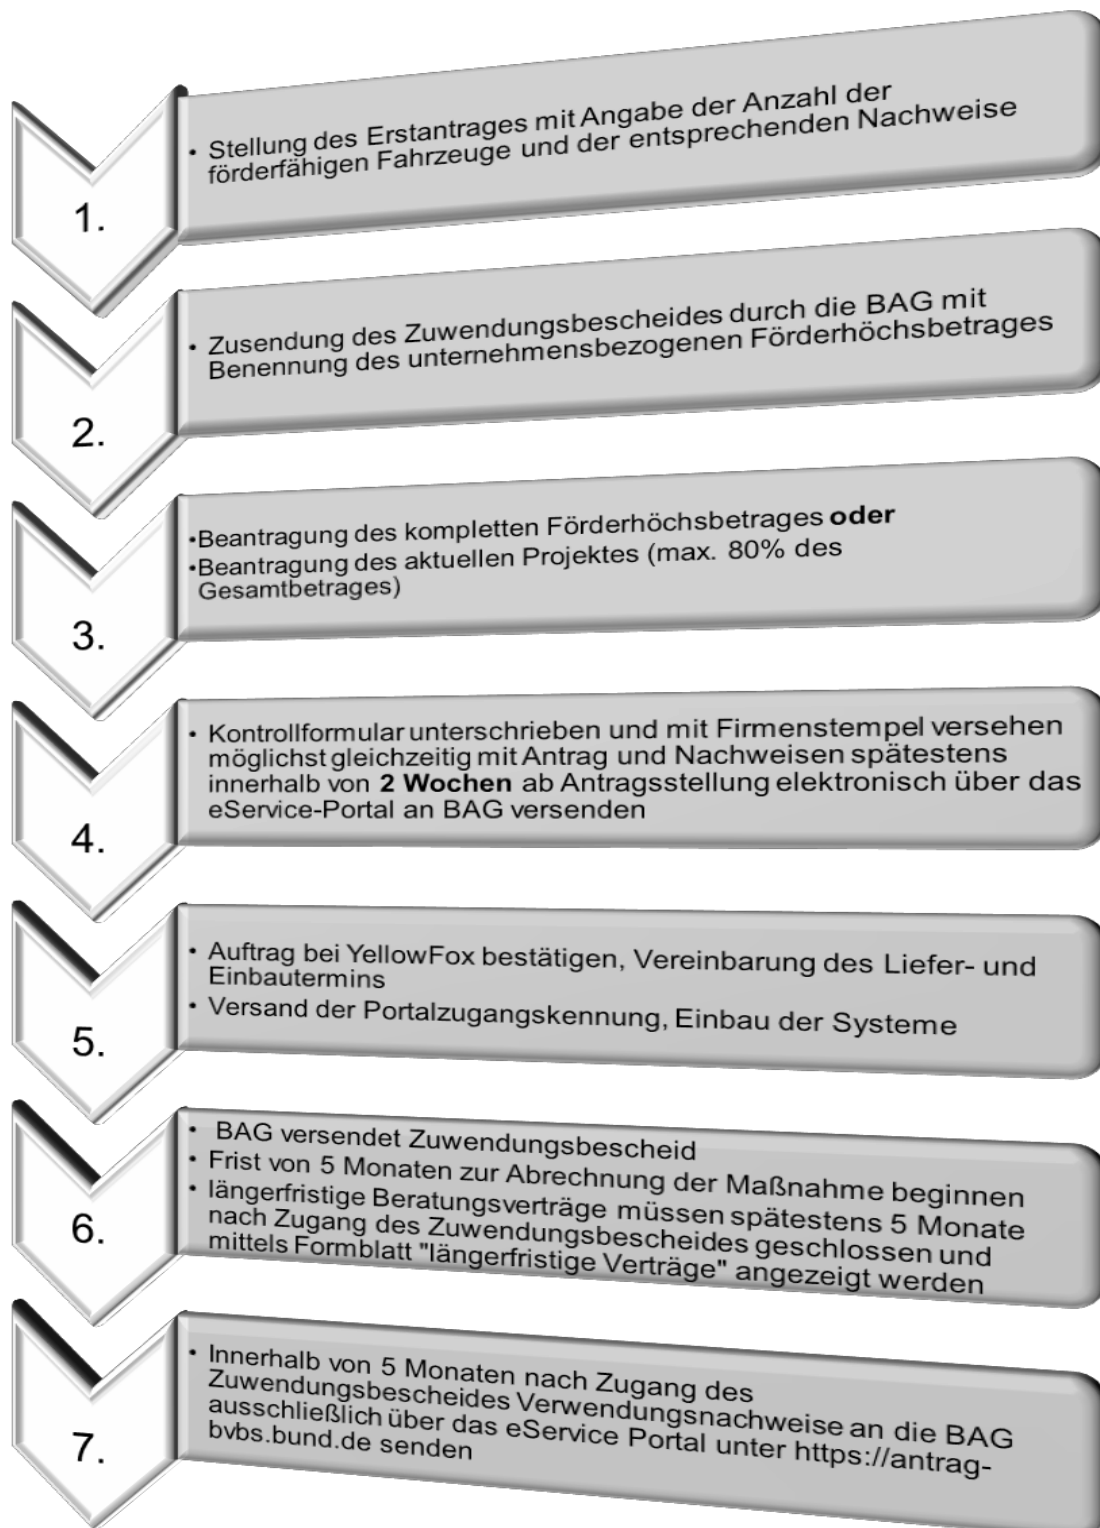 1.
• Stellung des Erstantrages mit Angabe der Anzahl der
förderfähigen Fahrzeuge und der entsprechenden Nachweise
2.
• Zusendung des Zuwendungsbescheides durch die BAG mit
Benennung des unternehmensbezogenen Förderhöchsbetrages
3.
•Beantragung des kompletten Förderhöchsbetrages oder
•Beantragung des aktuellen Projektes (max. 80% des
Gesamtbetrages)
4.
• Kontrollformular unterschrieben und mit Firmenstempel versehen
möglichst gleichzeitig mit Antrag und Nachweisen spätestens
innerhalb von 2 Wochen ab Antragsstellung elektronisch über das
eService-Portal an BAG versenden
5.
• Auftrag bei YellowFox bestätigen, Vereinbarung des Liefer- und
Einbautermins
• Versand der Portalzugangskennung, Einbau der Systeme
6.
• BAG versendet Zuwendungsbescheid
• Frist von 5 Monaten zur Abrechnung der Maßnahme beginnen
• längerfristige Beratungsverträge müssen spätestens 5 Monate
nach Zugang des Zuwendungsbescheides geschlossen und
mittels Formblatt "längerfristige Verträge" angezeigt werden
7.
• Innerhalb von 5 Monaten nach Zugang des
Zuwendungsbescheides Verwendungsnachweise an die BAG
ausschließlich über das eService Portal unter https://antrag-
bvbs.bund.de senden